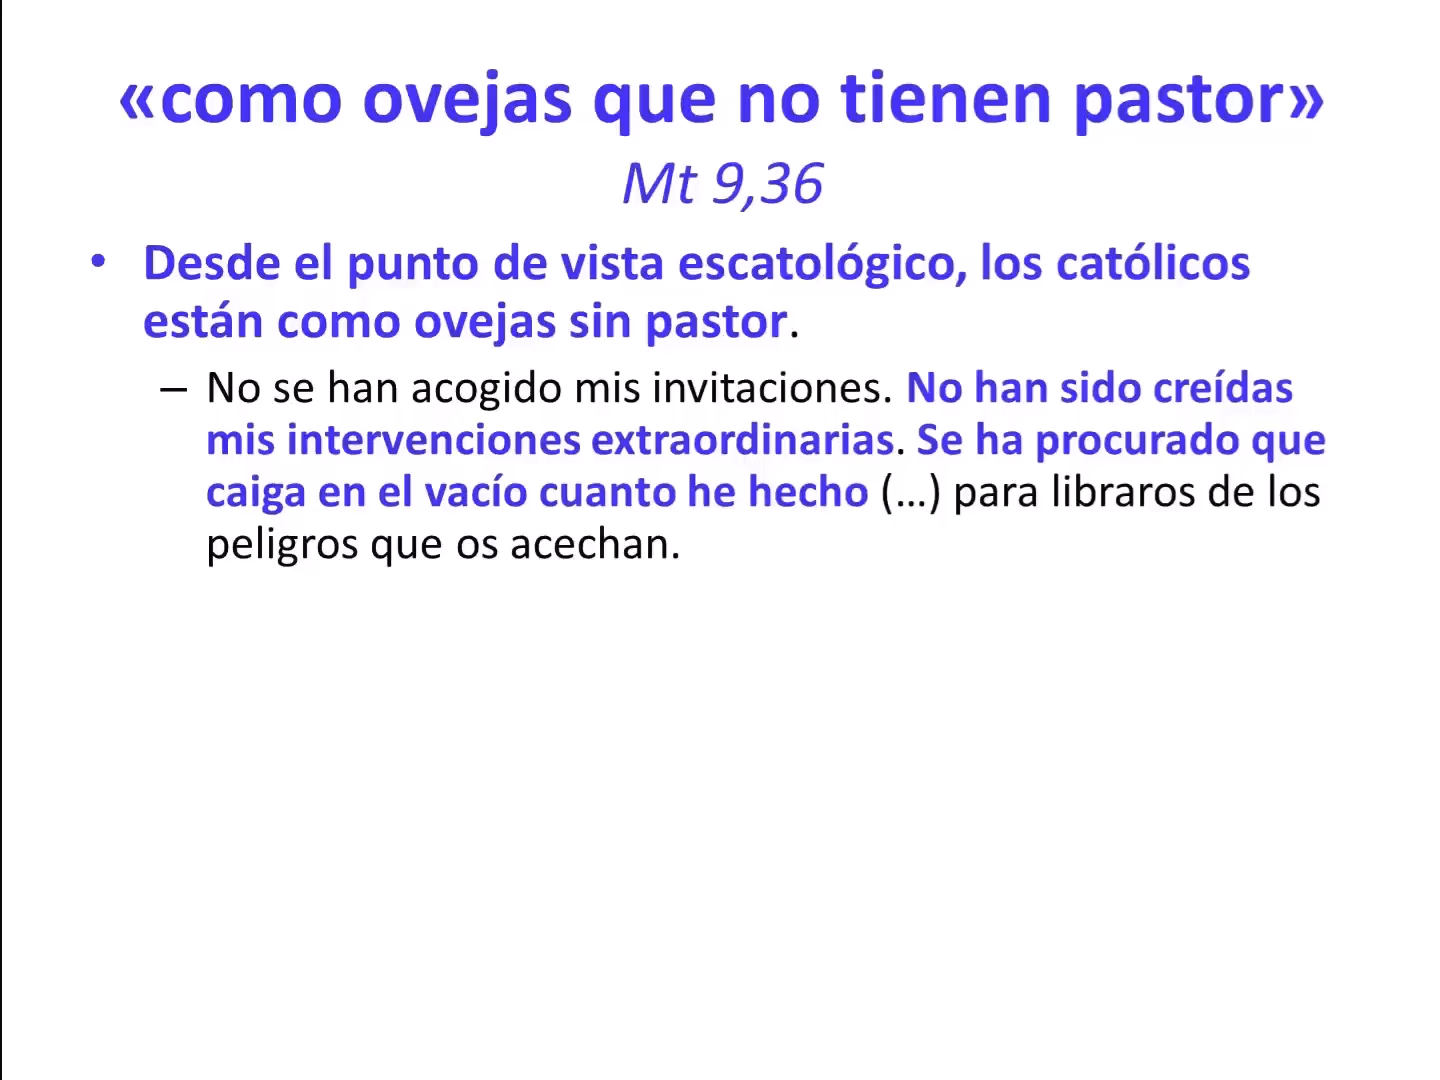 «como ovejas que no tienen pastor»
Mt 9,36
• Desde el punto de vista escatológico, los católicos
están como ovejas sin pastor.
– No se han acogido mis invitaciones. No han sido creídas
mis intervenciones extraordinarias. Se ha procurado que
caiga en el vacío cuanto he hecho (…) para libraros de los
peligros que os acechan.